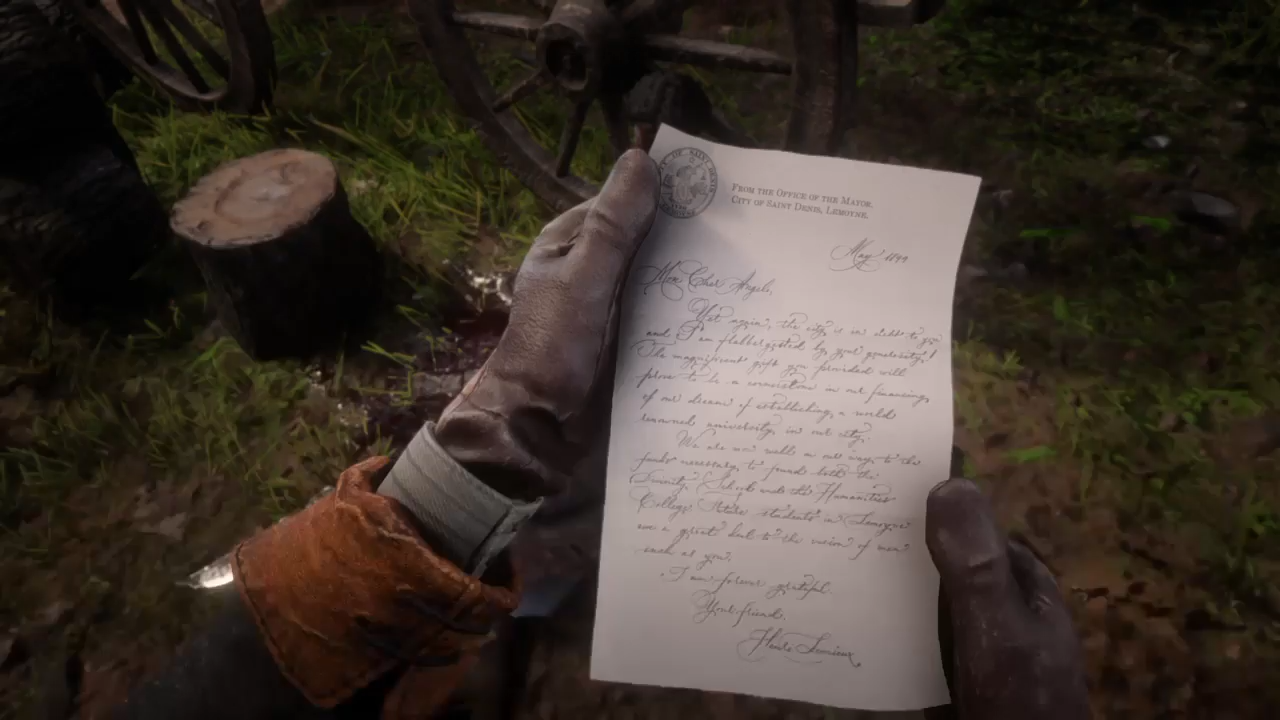 FROM THE OFFICE OF THE MAYOR,
CITY OF SAINT DENIS, LEMOYNE.
May 1899
Mon Cher Angelo,
Yet again, the city is in debt to you
and I am flabbergasted by your generosity!
The magnificent gift you provided will
prove to be a cornerstone in our financing
of our dream of establishing a world
renowned university in our city.
We are now well on our way to the
funds necessary to found both the
Divinity School and the Humanities
College. Future students in Lemoyne
owe a great debt to the vision of men
such as you.
I am forever grateful.
Your friend,
Henri Lemieux